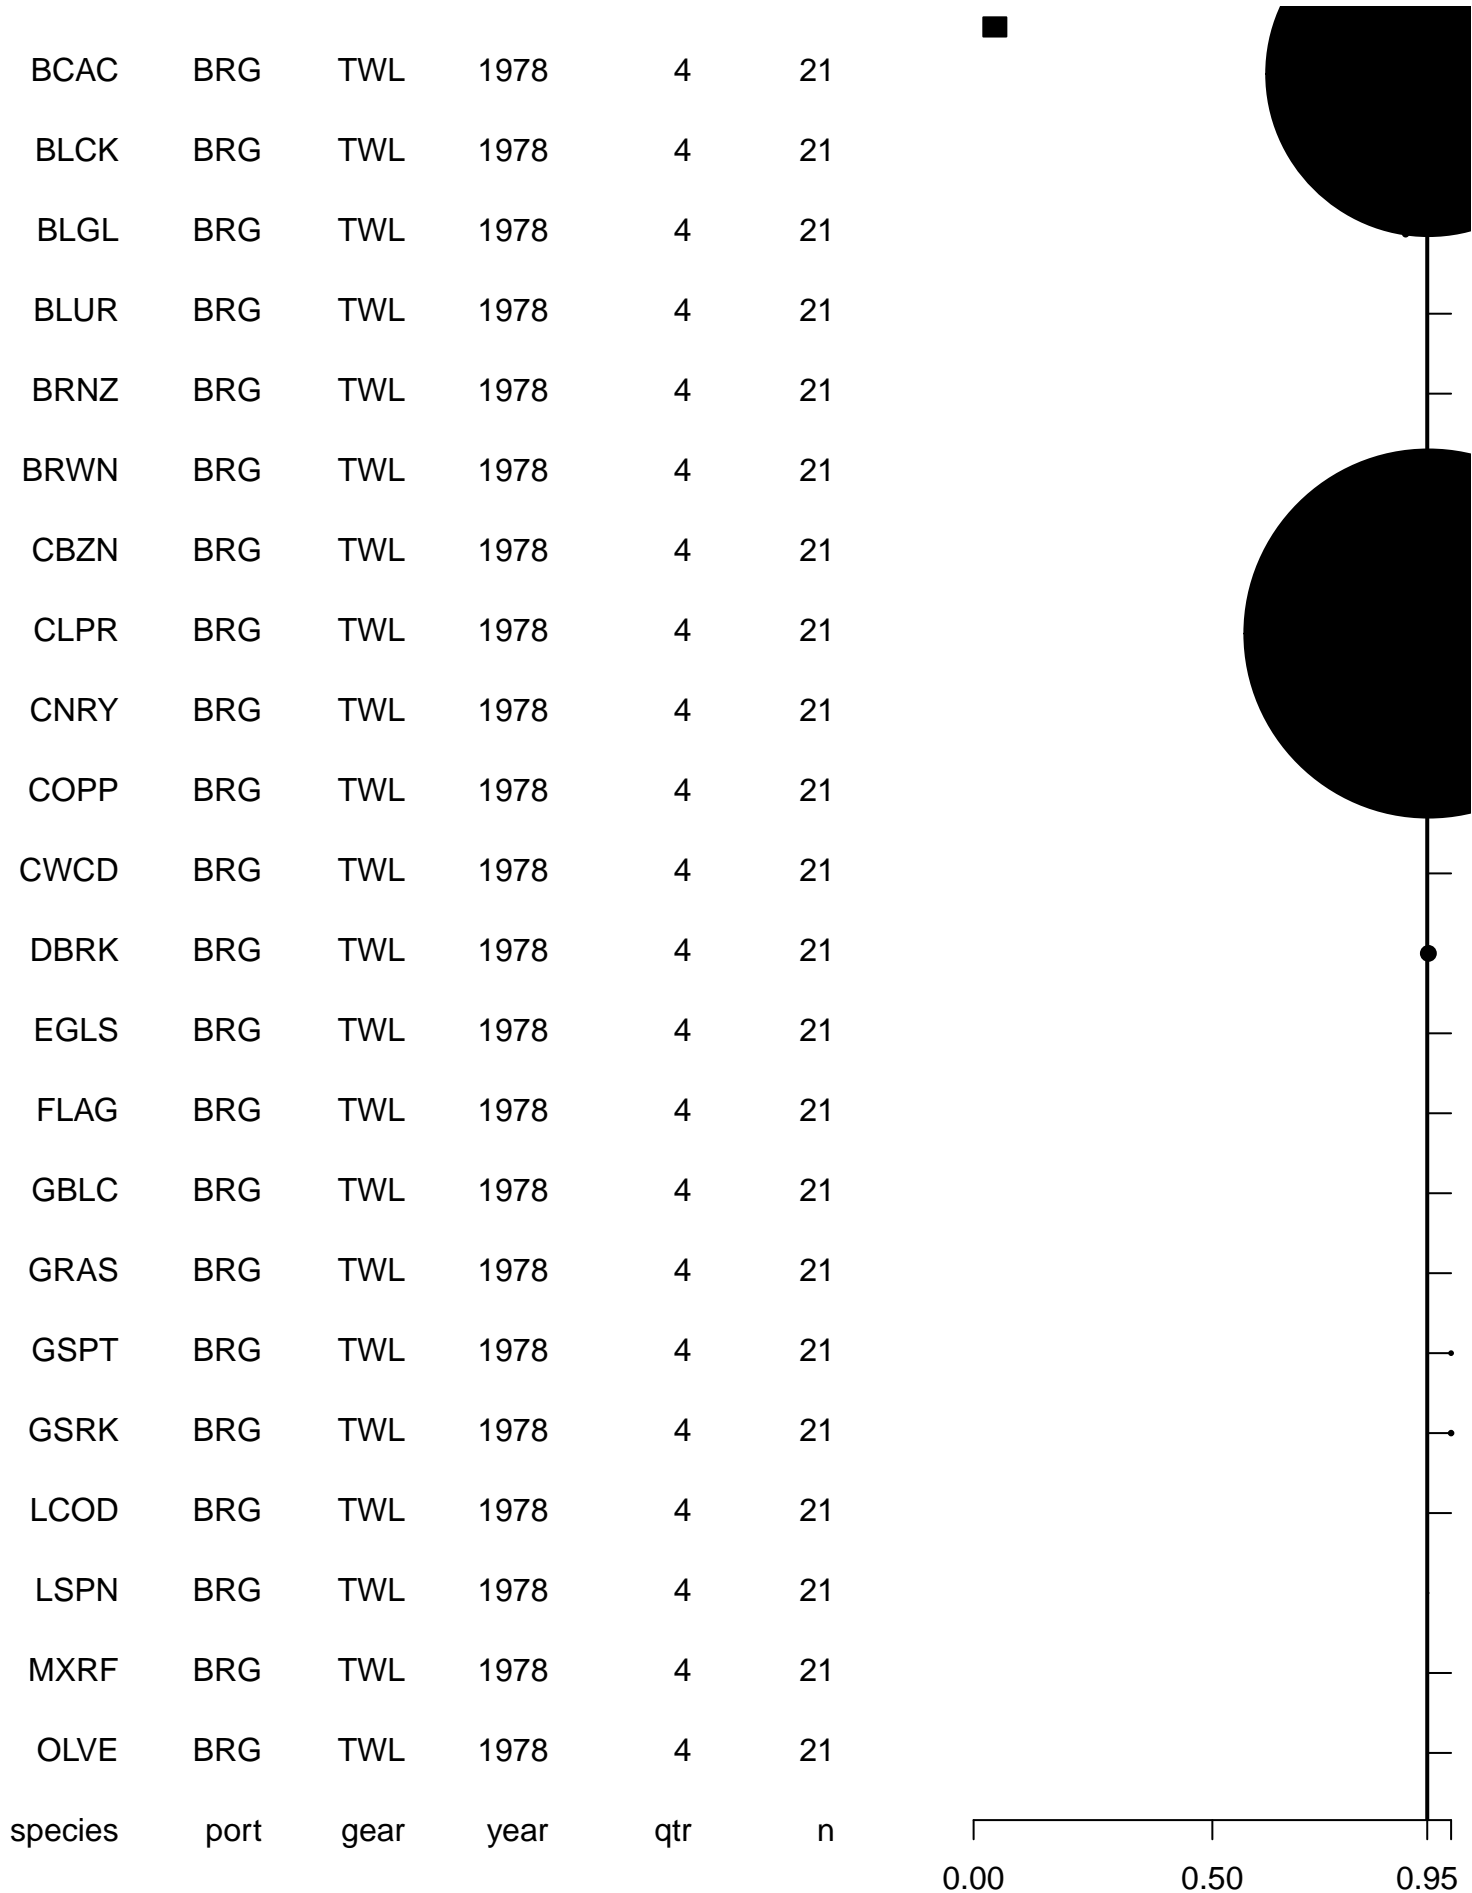 BCAC BRG TWL 1978 4 21
BLCK BRG TWL 1978 4 21
BLGL BRG TWL 1978 4 21
BLUR BRG TWL 1978 4 21
BRNZ BRG TWL 1978 4 21
BRWN BRG TWL 1978 4 21
CBZN BRG TWL 1978 4 21
CLPR BRG TWL 1978 4 21
CNRY BRG TWL 1978 4 21
COPP BRG TWL 1978 4 21
CWCD BRG TWL 1978 4 21
DBRK BRG TWL 1978 4 21
EGLS BRG TWL 1978 4 21
FLAG BRG TWL 1978 4 21
GBLC BRG TWL 1978 4 21
GRAS BRG TWL 1978 4 21
GSPT BRG TWL 1978 4 21
GSRK BRG TWL 1978 4 21
LCOD BRG TWL 1978 4 21
LSPN BRG TWL 1978 4 21
MXRF BRG TWL 1978 4 21
OLVE BRG TWL 1978 4 21
species port gear year qtr n
0.00 0.50 0.95